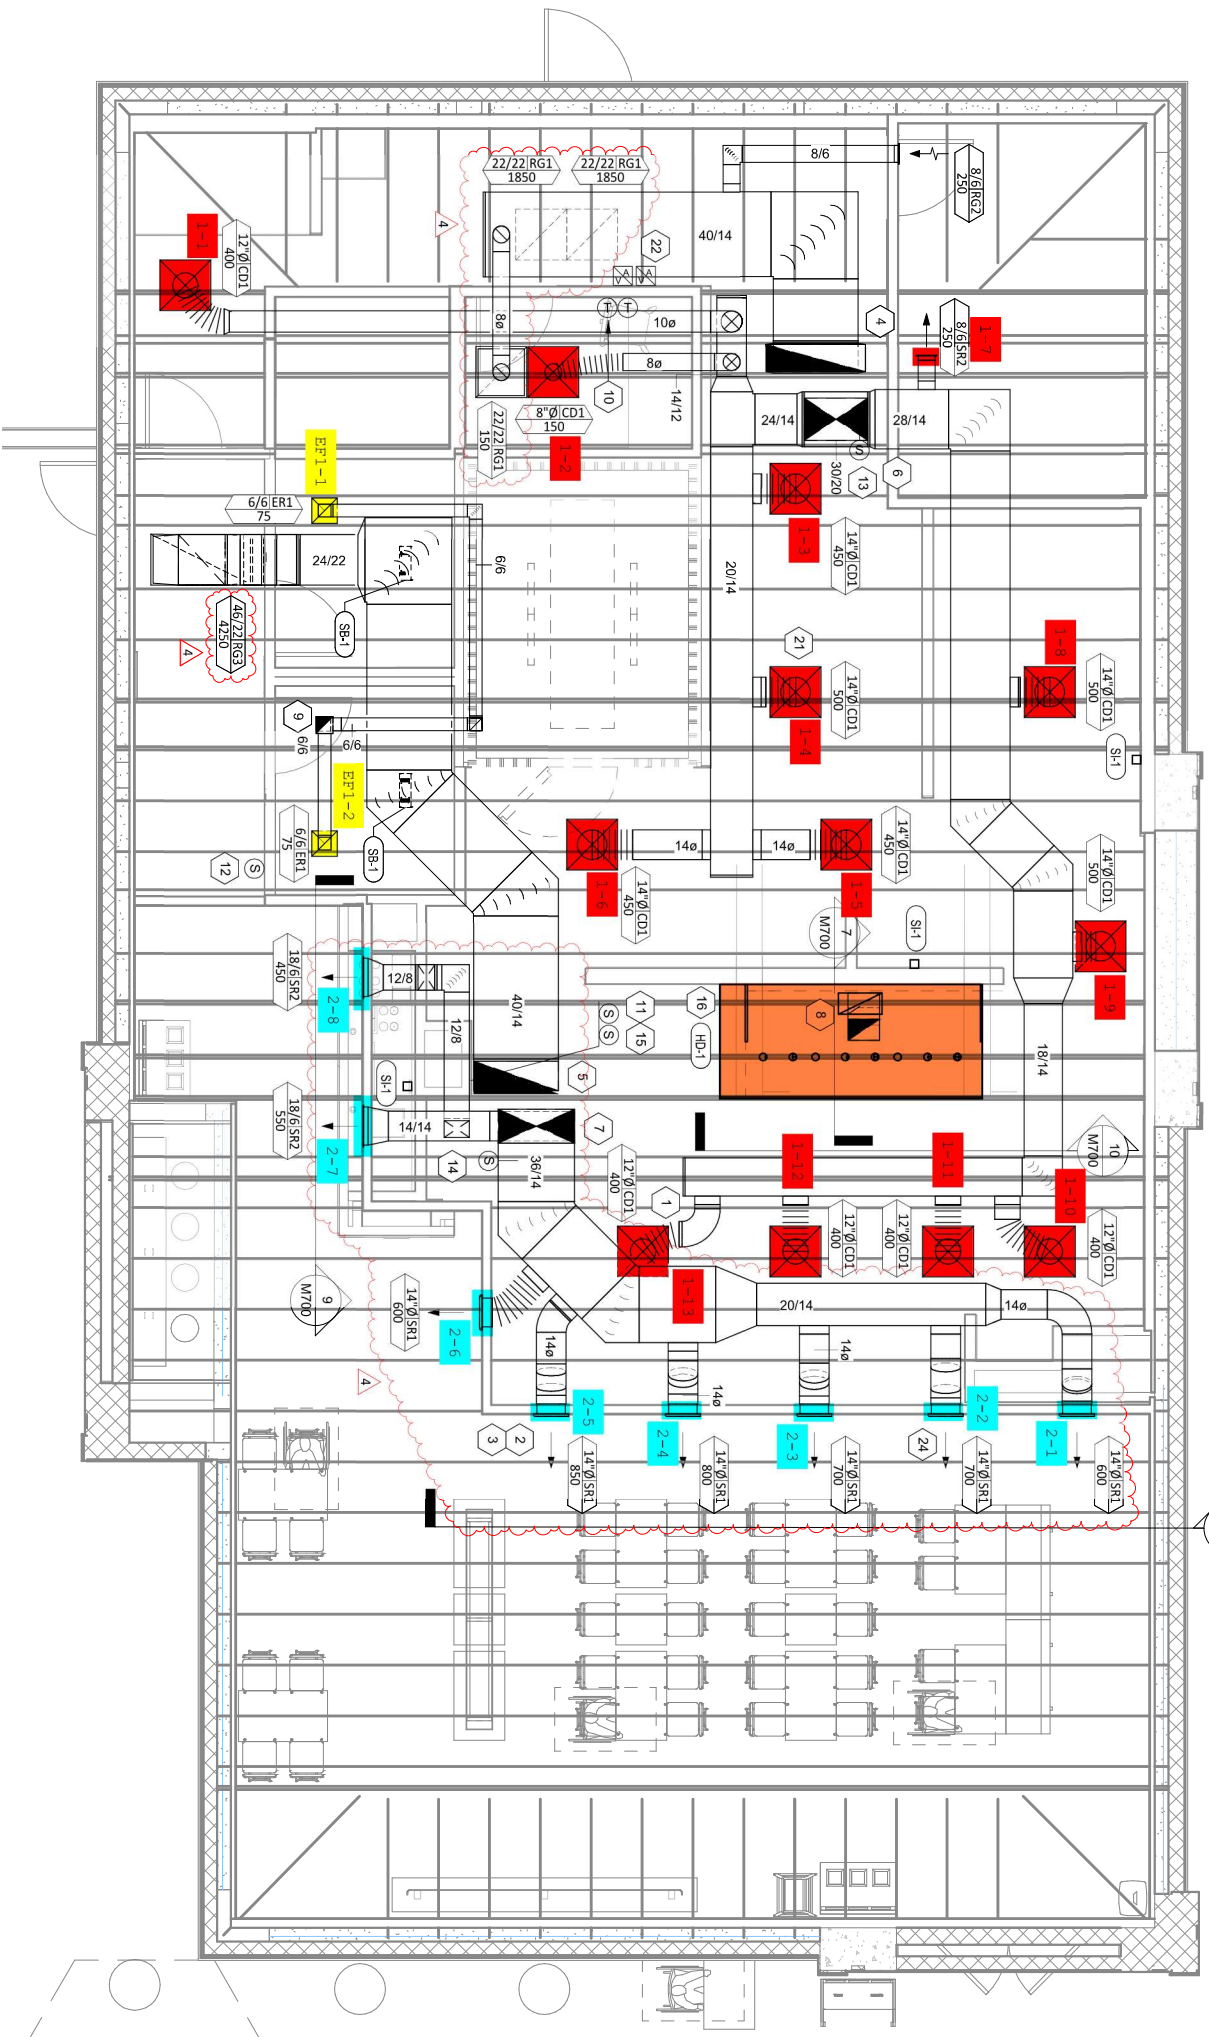 22/22 RG1
1850
22/22 RG1
1850
8/6
8/6 RG2
250
4
22
40/14
1-1
12"Ø CD1
400
A
V
A
V
T
T
8ø
10ø
4
8/6 SR2
250
1-7
8ø
10
14/12
8"Ø CD1
150
22/22 RG1
150
1-2
24/14
28/14
S
30/20
13
6
EF1-1
6/6 ER1
75
1-3
14"Ø CD1
450
24/22
6/6
20/14
SB-1
46/22 RG3
4250
4
21
1-4
14"Ø CD1
500
1-8
14"Ø CD1
500
9
6/6
6/6
SI-1
EF1-2
6/6 ER1
75
SB-1
12
S
14ø
14ø
14"Ø CD1
450
1-6
14"Ø CD1
450
1-5
14"Ø CD1
500
7
M700
SI-1
1-9
18/6 SR2
450
2-8
12/8
12/8
40/14
S
S
11
15
16
HD-1
8
18/14
SI-1
5
18/6 SR2
550
2-7
14/14
7
14
S
36/14
12"Ø CD1
400
1
1-12
1-11
1-10
10
M700
12"Ø CD1
400
12"Ø CD1
400
12"Ø CD1
400
1-13
9
M700
14"Ø SR1
600
2-6
20/14
14ø
14ø
14ø
14ø
4
2-5
2-4
2-3
2-2
2-1
3
2
24
14"Ø SR1
850
14"Ø SR1
800
14"Ø SR1
700
14"Ø SR1
700
14"Ø SR1
600